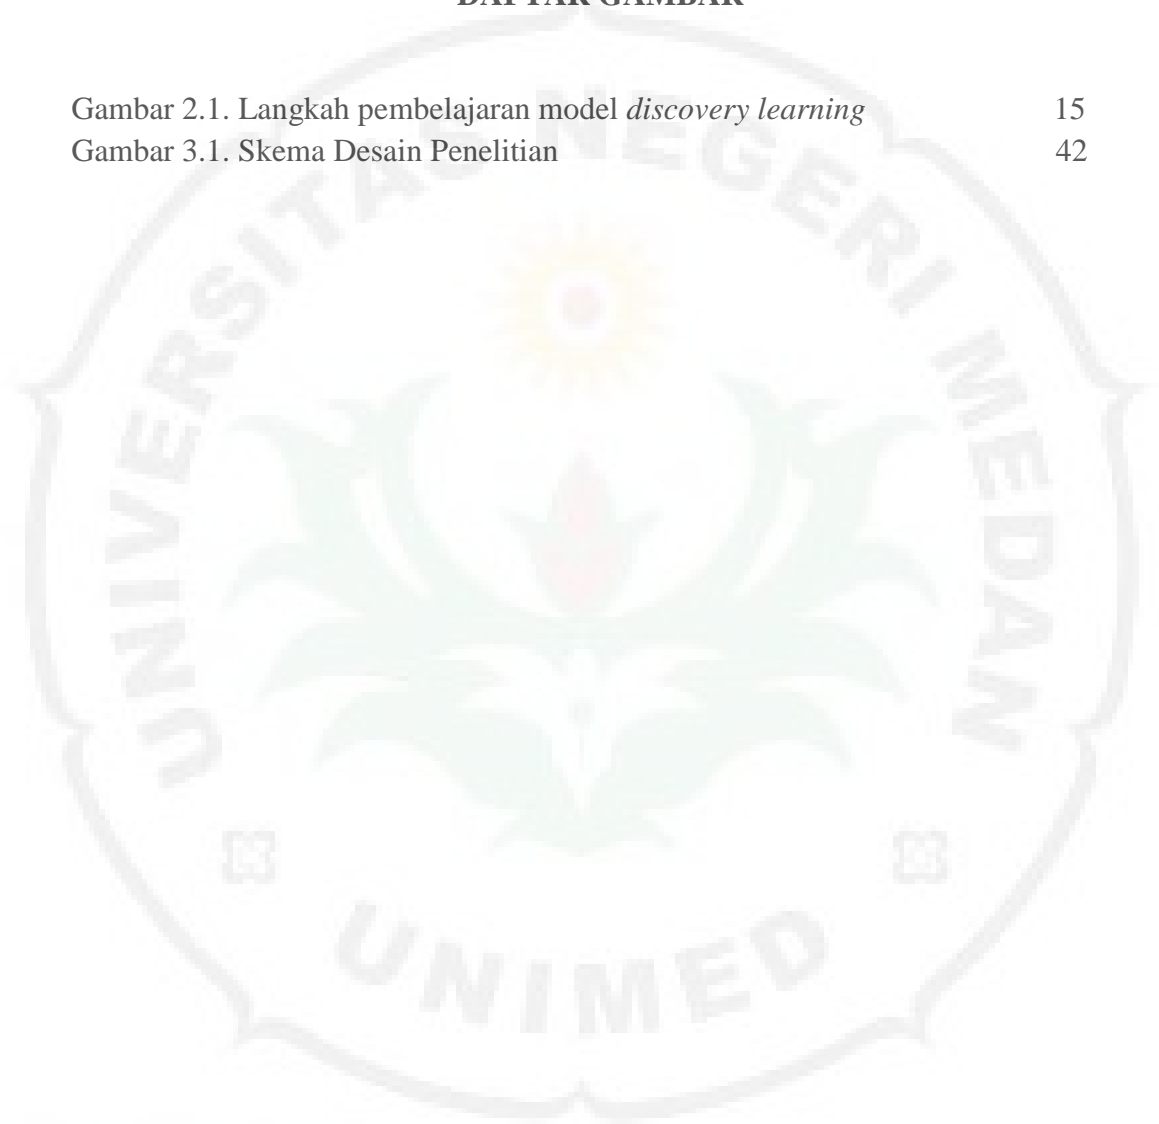 DAFTAR GAMBAR
Gambar 2.1. Langkah pembelajaran model discovery learning 15
Gambar 3.1. Skema Desain Penelitian 42
UNIVERSITAS NEGERI MEDAN
UNIMED